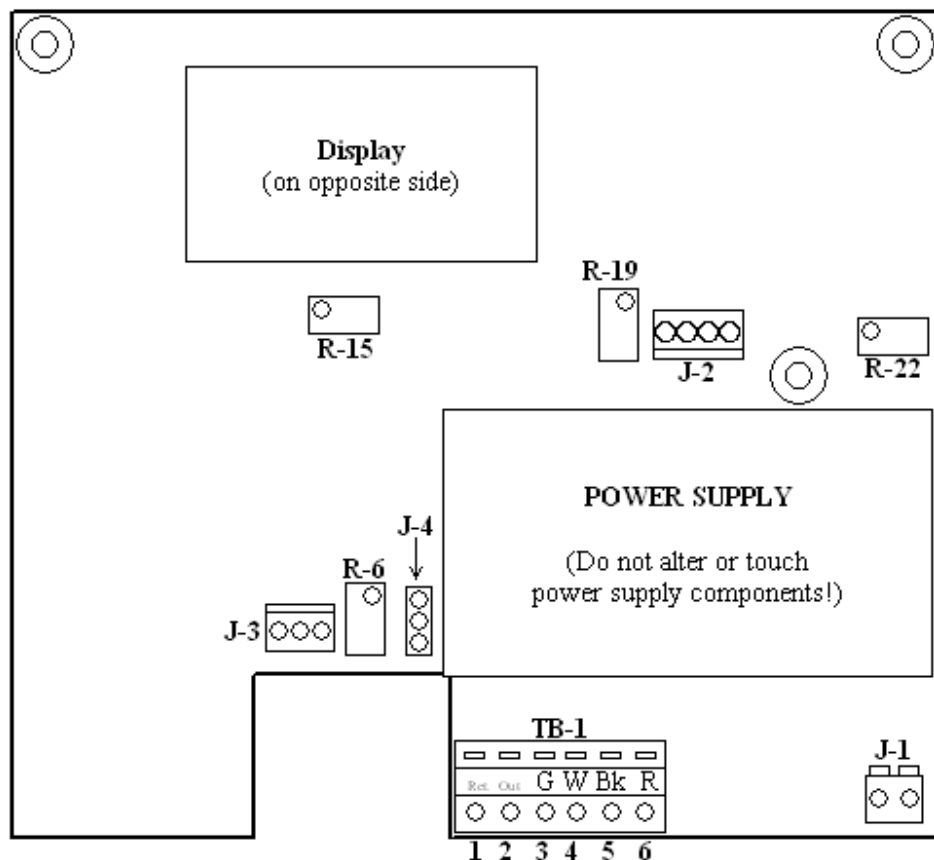 Display
(on opposite side)
R-19
R-15
J-2
R-22
POWER SUPPLY
(Do not alter or touch
power supply components!)
J-4
R-6
J-3
TB-1
J-1
Ret. Out G W Bk R
1 2 3 4 5 6